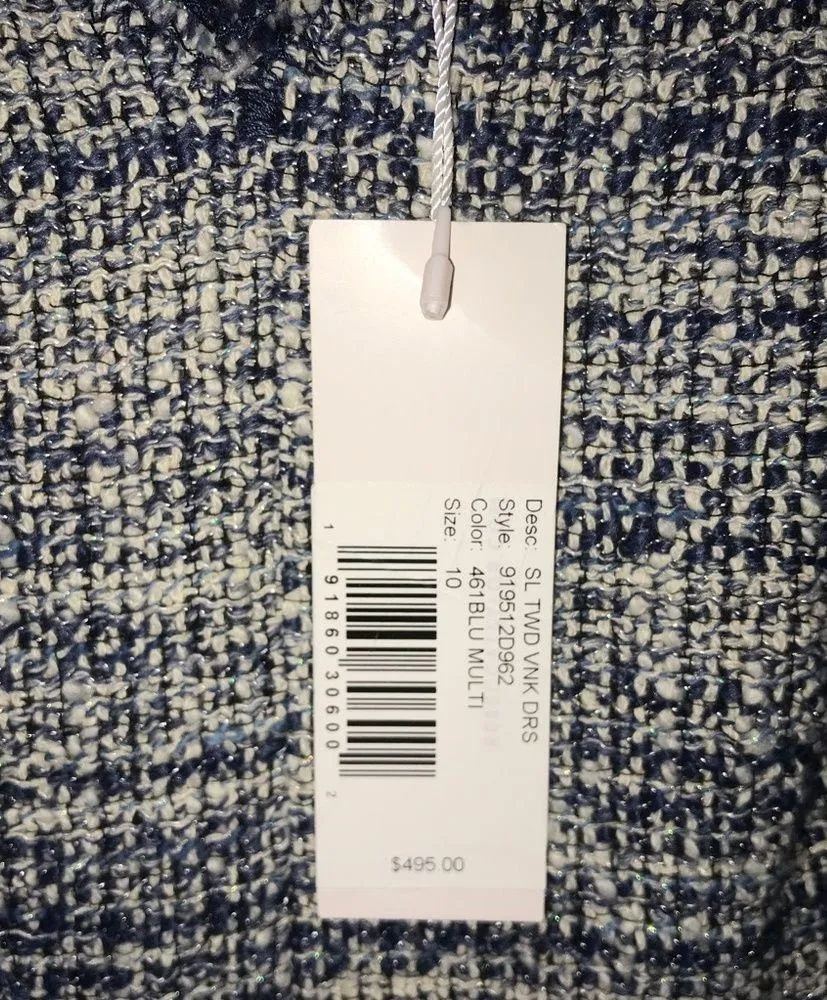 Desc: SL TWD VNK DRS
Style: 919512D962
Color: 461BLU MULTI
Size: 10
1 91860 30600 2
$495.00